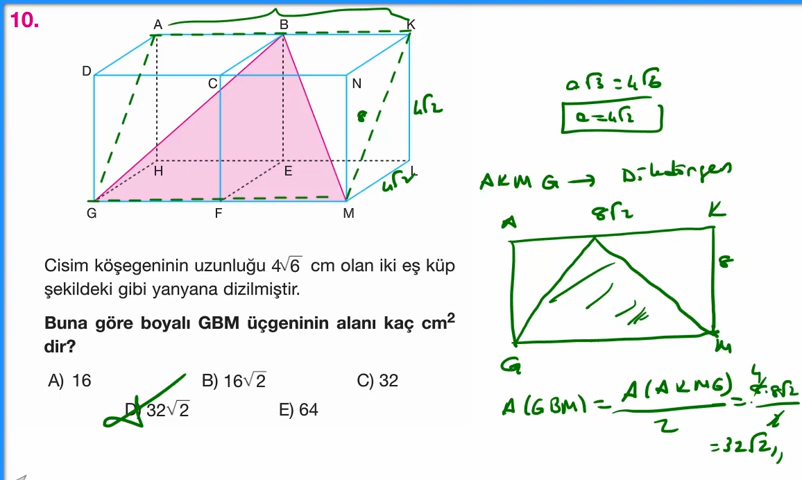 10.
A B K
D C N
8 4√2
H E L
4√2
G F M
Cisim köşegeninin uzunluğu 4√6 cm olan iki eş küp
şekildeki gibi yanyana dizilmiştir.
Buna göre boyalı GBM üçgeninin alanı kaç cm²
dir?
A) 16 B) 16√2 C) 32
D) 32√2 E) 64
a√3 = 4√6
a = 4√2
AKMG → Dikdörtgen
8√2
A K
8
G M
A(GBM) = A(AKMG)/2 = 8.8√2/2
4
= 32√2,,